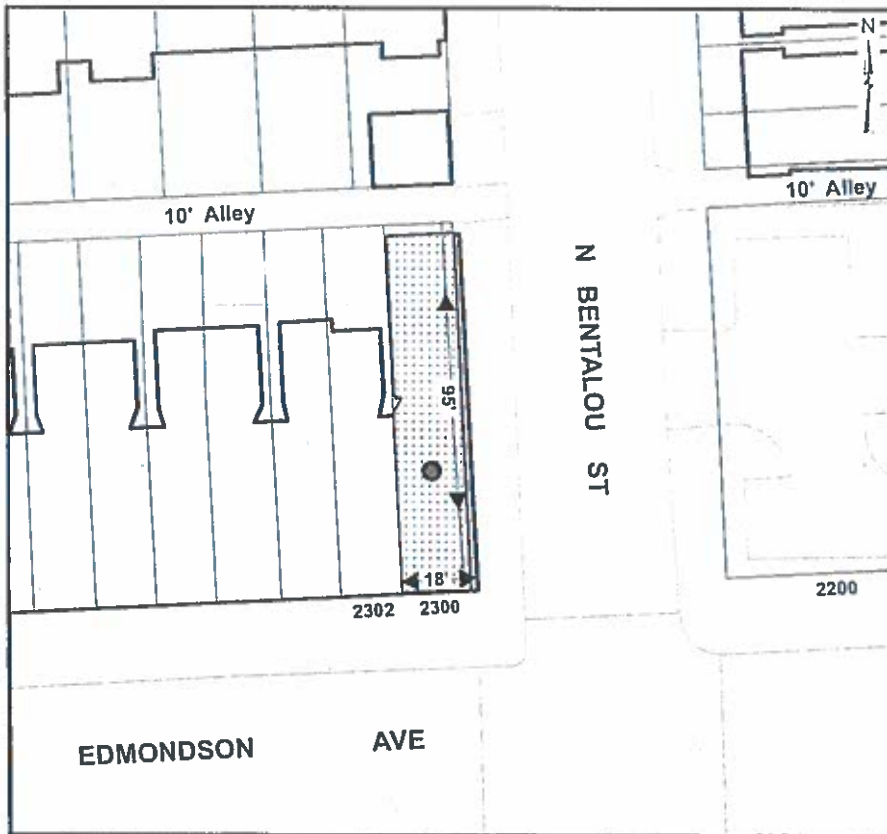 N
10' Alley
10' Alley
N BENTALOU ST
95'
18'
2302
2300
2200
EDMONDSON AVE